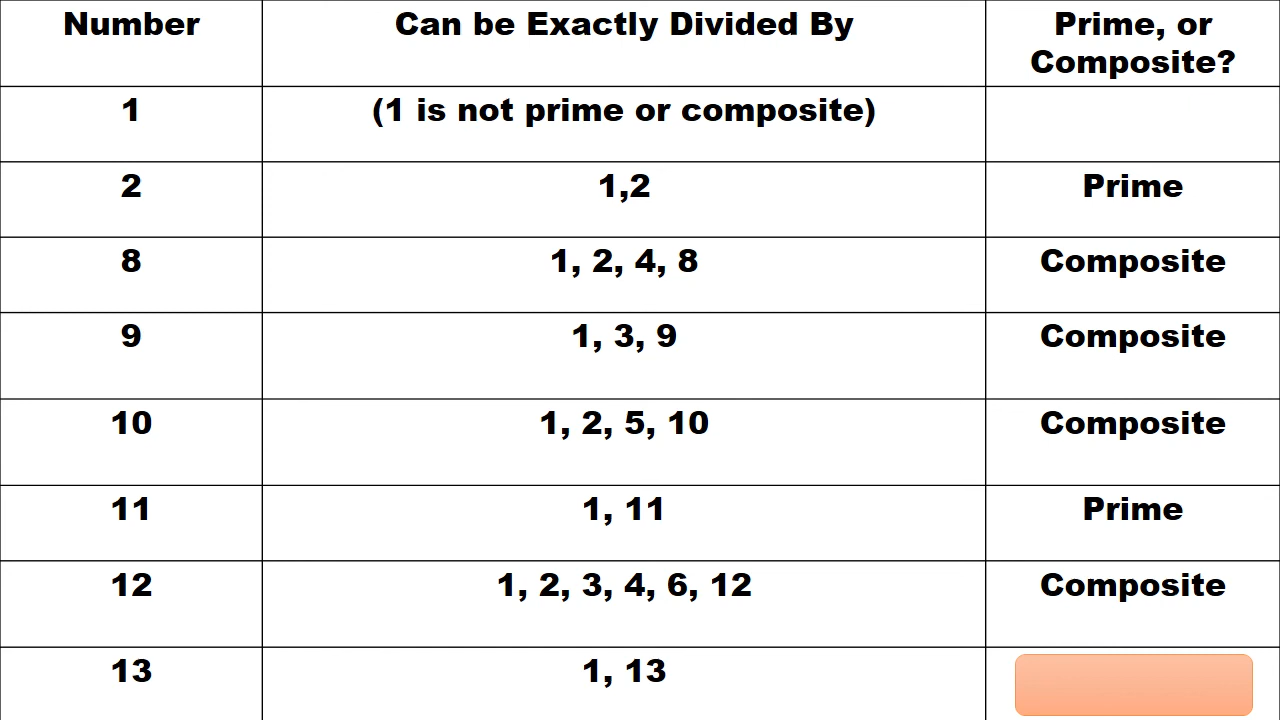 Number Can be Exactly Divided By Prime, or
Composite?
1 (1 is not prime or composite)
2 1,2 Prime
8 1, 2, 4, 8 Composite
9 1, 3, 9 Composite
10 1, 2, 5, 10 Composite
11 1, 11 Prime
12 1, 2, 3, 4, 6, 12 Composite
13 1, 13